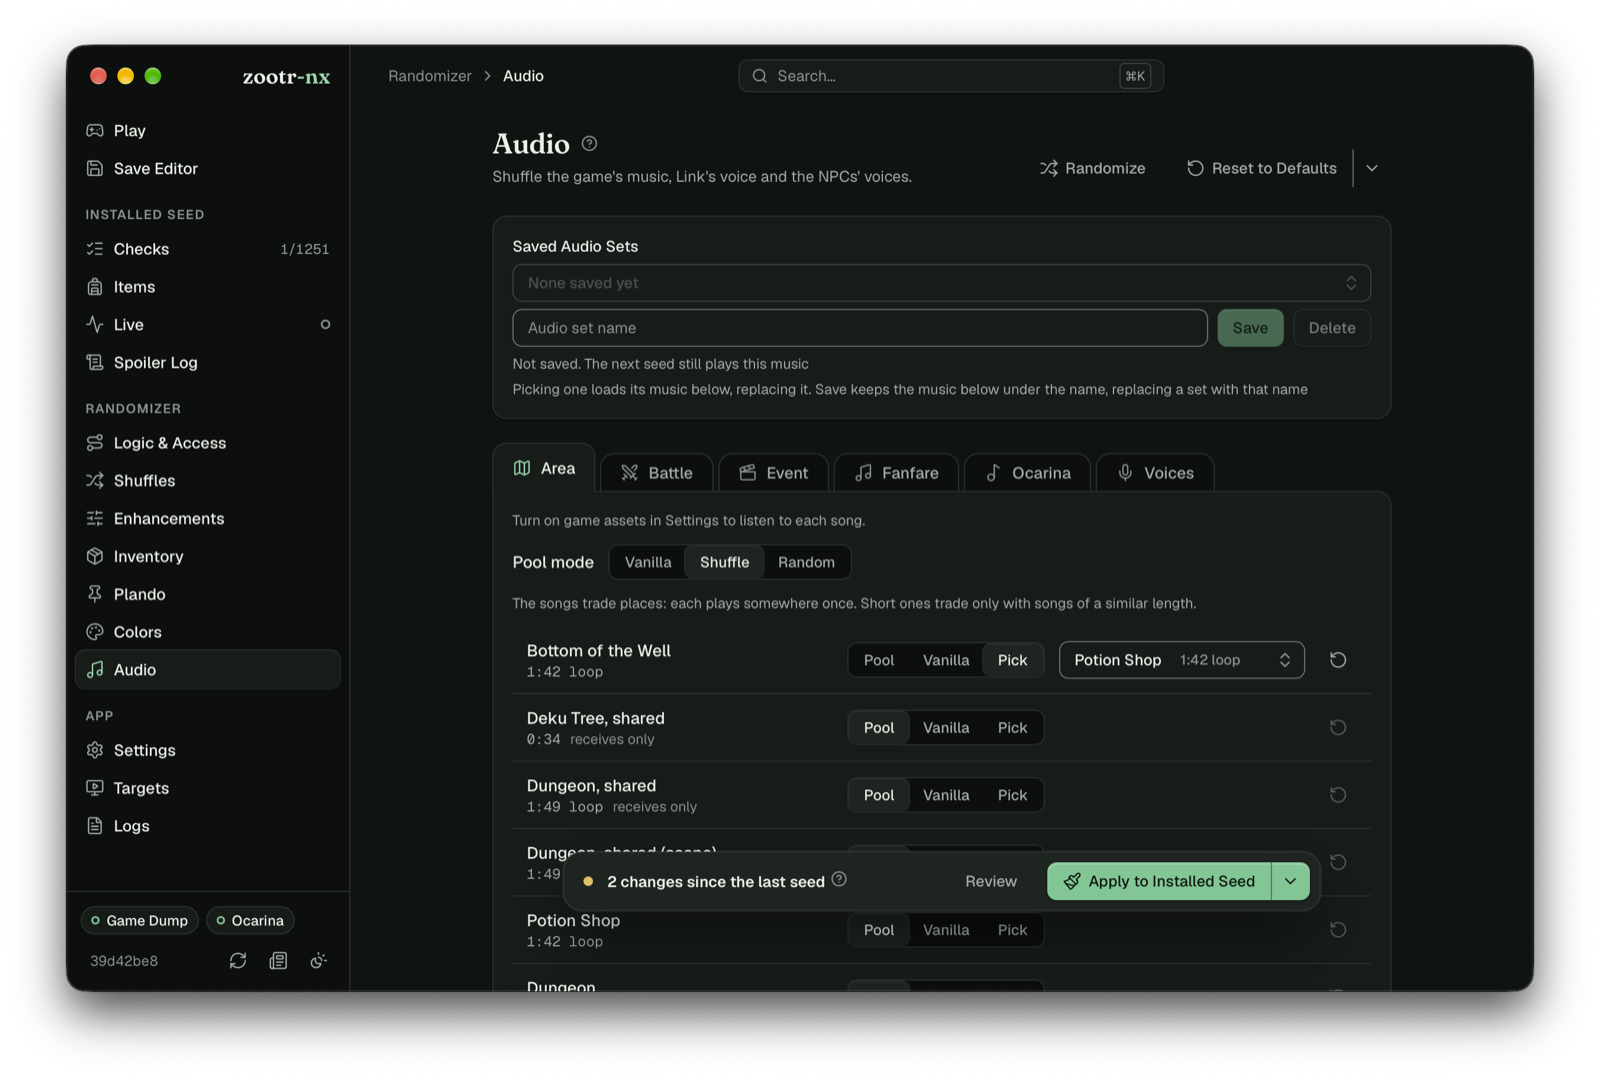 zootr-nx
Randomizer > Audio
Search...
⌘K
Play
Save Editor
INSTALLED SEED
Checks 1/1251
Items
Live
Spoiler Log
RANDOMIZER
Logic & Access
Shuffles
Enhancements
Inventory
Plando
Colors
Audio
APP
Settings
Targets
Logs
Game Dump
Ocarina
39d42be8
Audio
Shuffle the game's music, Link's voice and the NPCs' voices.
Randomize
Reset to Defaults
Saved Audio Sets
None saved yet
Audio set name
Save
Delete
Not saved. The next seed still plays this music
Picking one loads its music below, replacing it. Save keeps the music below under the name, replacing a set with that name
Area
Battle
Event
Fanfare
Ocarina
Voices
Turn on game assets in Settings to listen to each song.
Pool mode Vanilla Shuffle Random
The songs trade places: each plays somewhere once. Short ones trade only with songs of a similar length.
Bottom of the Well
1:42 loop
Pool Vanilla Pick
Potion Shop 1:42 loop
Deku Tree, shared
0:34 receives only
Pool Vanilla Pick
Dungeon, shared
1:49 loop receives only
Pool Vanilla Pick
Dungeon, shared (scene)
1:49
2 changes since the last seed
Review
Apply to Installed Seed
Potion Shop
1:42 loop
Pool Vanilla Pick
Dungeon